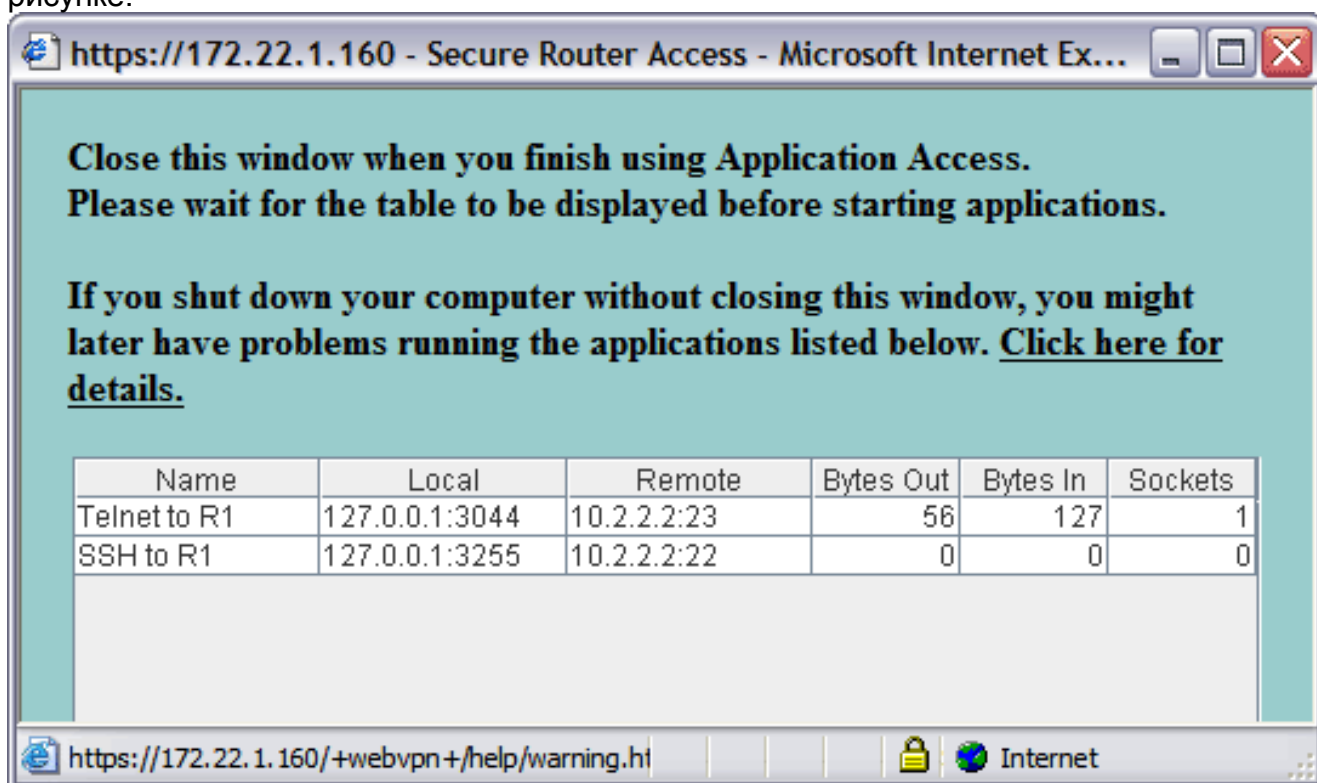 рисунке.
https://172.22.1.160 - Secure Router Access - Microsoft Internet Ex...
Close this window when you finish using Application Access.
Please wait for the table to be displayed before starting applications.
If you shut down your computer without closing this window, you might
later have problems running the applications listed below. Click here for
details.
Name Local Remote Bytes Out Bytes In Sockets
Telnet to R1 127.0.0.1:3044 10.2.2.2:23 56 127 1
SSH to R1 127.0.0.1:3255 10.2.2.2:22 0 0 0
https://172.22.1.160/+webvpn+/help/warning.ht Internet